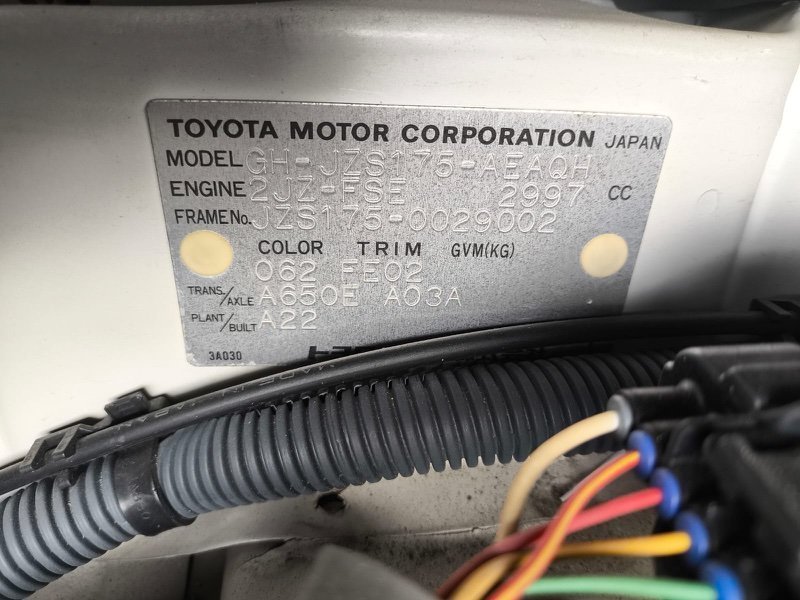 TOYOTA MOTOR CORPORATION JAPAN
MODEL GH-JZS175-AEAQH
ENGINE 2JZ-FSE 2997 CC
FRAME No. JZS175-0029002
COLOR TRIM GVM(KG)
062 FE02
TRANS./AXLE A650E A03A
PLANT/BUILT A22
3A030